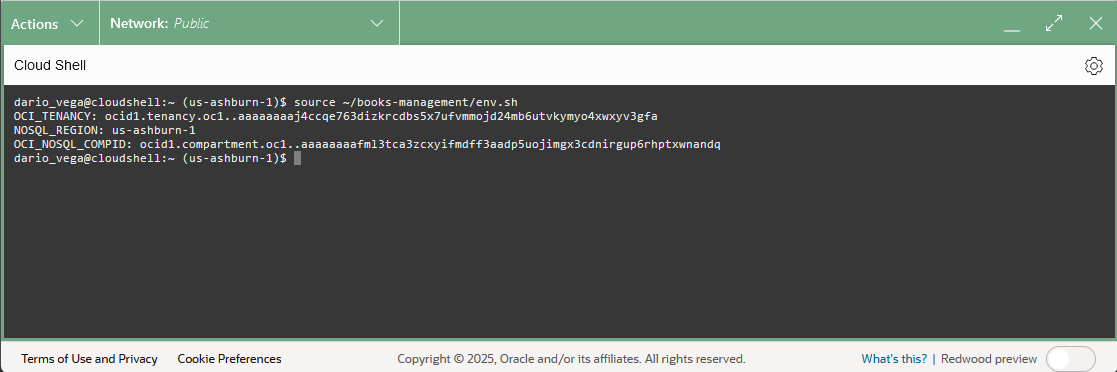 Actions
Network: Public
Cloud Shell
dario_vega@cloudshell:~ (us-ashburn-1)$ source ~/books-management/env.sh
OCI_TENANCY: ocid1.tenancy.oc1..aaaaaaaaj4ccqe763dizkrcdbs5x7ufvmmojd24mb6utvkymyo4xwxyv3gfa
NOSQL_REGION: us-ashburn-1
OCI_NOSQL_COMPID: ocid1.compartment.oc1..aaaaaaaafml3tca3zcxyifmdff3aadp5uojimgx3cdnirgup6rhptxwnandq
dario_vega@cloudshell:~ (us-ashburn-1)$
Terms of Use and Privacy Cookie Preferences Copyright © 2025, Oracle and/or its affiliates. All rights reserved. What's this? | Redwood preview